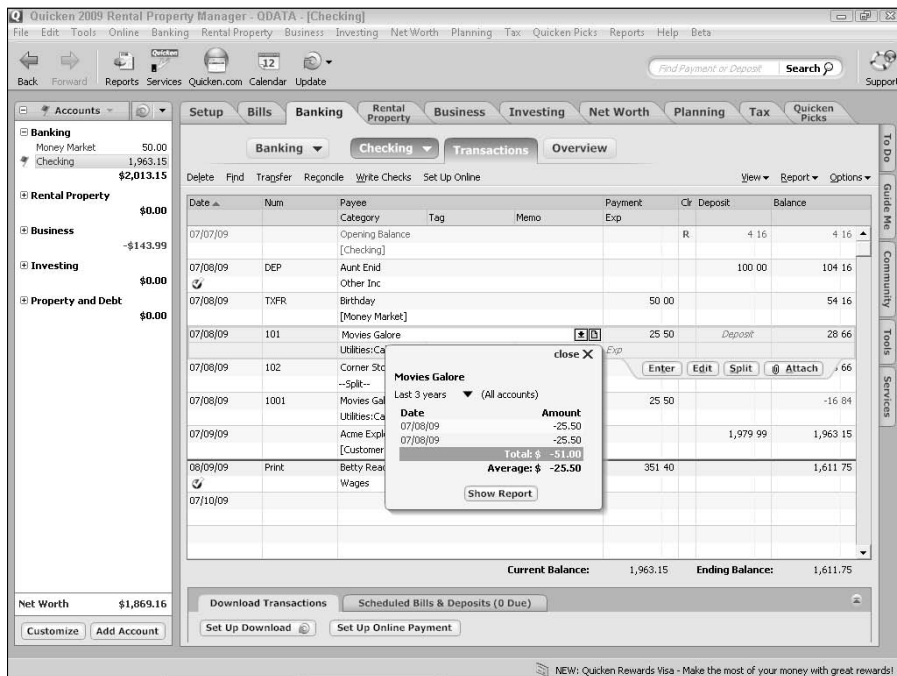 Quicken 2009 Rental Property Manager - QDATA - [Checking]
File Edit Tools Online Banking Rental Property Business Investing Net Worth Planning Tax Quicken Picks Reports Help Beta
Quicken
12
Back Forward Reports Services Quicken.com Calendar Update
Find Payment or Deposit Search
Support
Accounts
Setup Bills Banking Rental Property Business Investing Net Worth Planning Tax Quicken Picks
Banking
Money Market 50.00
Checking 1,963.15
$2,013.15
Rental Property
$0.00
Business
-$143.99
Investing
$0.00
Property and Debt
$0.00
Banking Checking Transactions Overview
Delete Find Transfer Reconcile Write Checks Set Up Online View Report Options
Date Num Payee Payment Clr Deposit Balance
Category Tag Memo Exp
07/07/09 Opening Balance R 4 16 4 16
[Checking]
07/08/09 DEP Aunt Enid 100 00 104 16
Other Inc
07/08/09 TXFR Birthday 50 00 54 16
[Money Market]
07/08/09 101 Movies Galore 25 50 Deposit 28 66
Utilities:Ca Exp
07/08/09 102 Corner Sto Enter Edit Split Attach 66
--Split--
07/08/09 1001 Movies Gal 25 50 -16 84
Utilities:Ca
07/09/09 Acme Expl 1,979 99 1,963 15
[Customer
08/09/09 Print Betty Read 351 40 1,611 75
Wages
07/10/09
close X
Movies Galore
Last 3 years (All accounts)
Date Amount
07/08/09 -25.50
07/08/09 -25.50
Total: $ -51.00
Average: $ -25.50
Show Report
Current Balance: 1,963.15 Ending Balance: 1,611.75
Net Worth $1,869.16
Customize Add Account
Download Transactions Scheduled Bills & Deposits (0 Due)
Set Up Download Set Up Online Payment
To Do
Guide Me
Community
Tools
Services
NEW: Quicken Rewards Visa - Make the most of your money with great rewards!